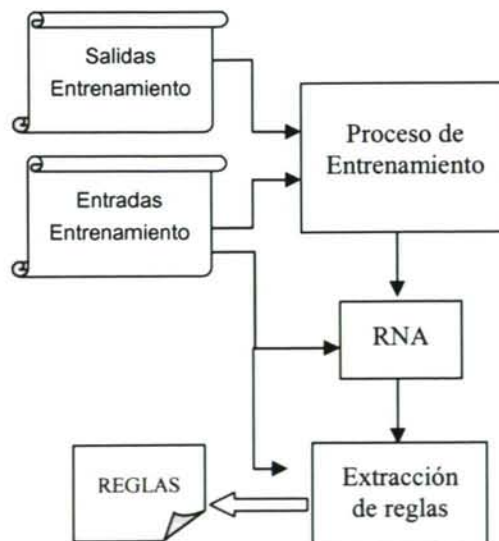 Salidas
Entrenamiento
Proceso de
Entrenamiento
Entradas
Entrenamiento
RNA
REGLAS
Extracción
de reglas